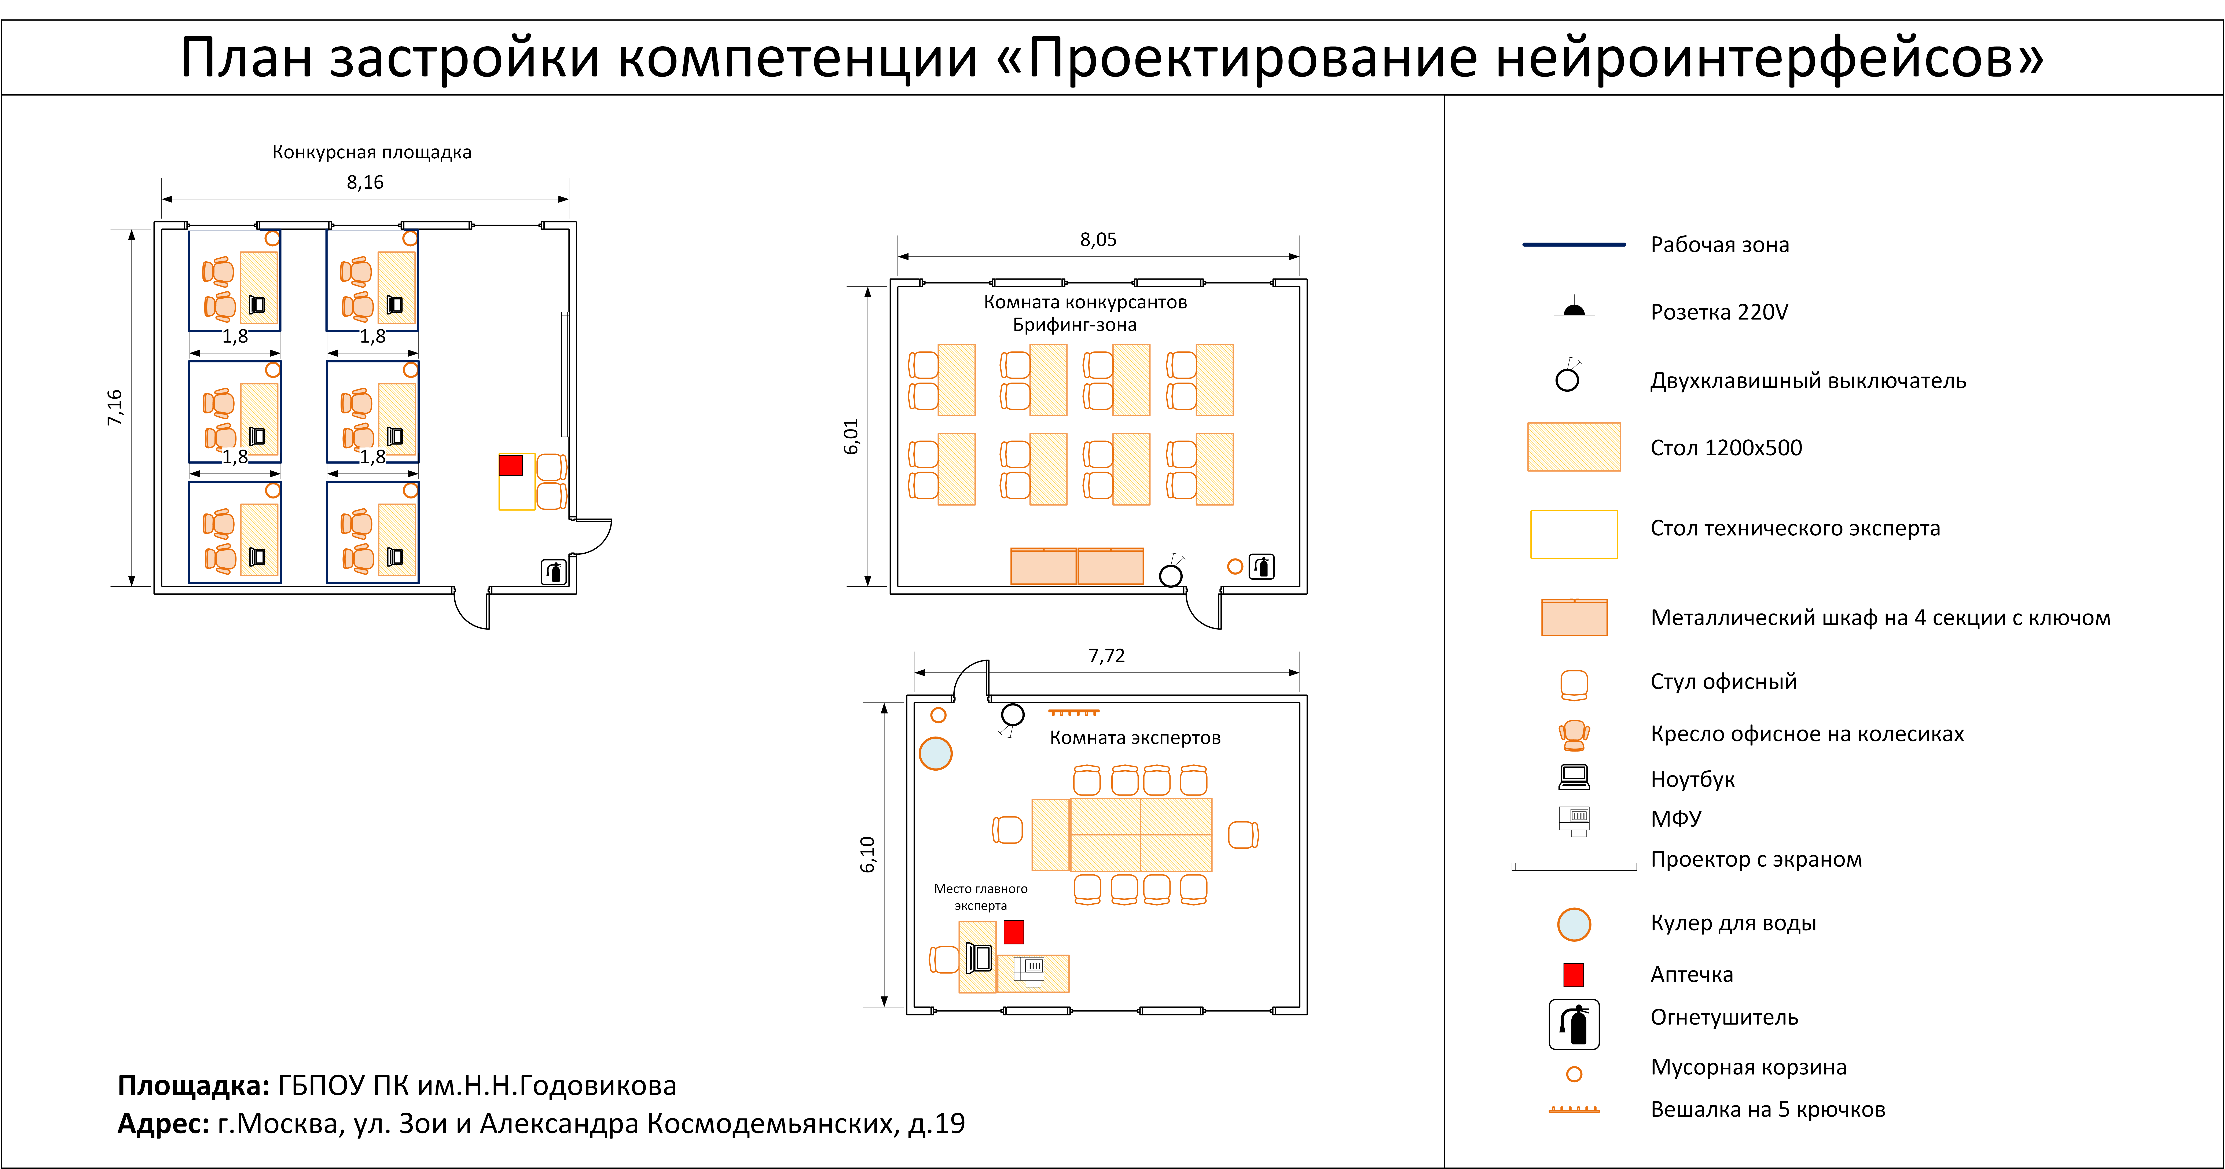 План застройки компетенции «Проектирование нейроинтерфейсов»
Конкурсная площадка
8,16
7,16
1,8
1,8
1,8
1,8
8,05
6,01
Комната конкурсантов
Брифинг-зона
7,72
6,10
Комната экспертов
Место главного
эксперта
Рабочая зона
Розетка 220V
Двухклавишный выключатель
Стол 1200х500
Стол технического эксперта
Металлический шкаф на 4 секции с ключом
Стул офисный
Кресло офисное на колесиках
Ноутбук
МФУ
Проектор с экраном
Кулер для воды
Аптечка
Огнетушитель
Мусорная корзина
Вешалка на 5 крючков
Площадка: ГБПОУ ПК им.Н.Н.Годовикова
Адрес: г.Москва, ул. Зои и Александра Космодемьянских, д.19